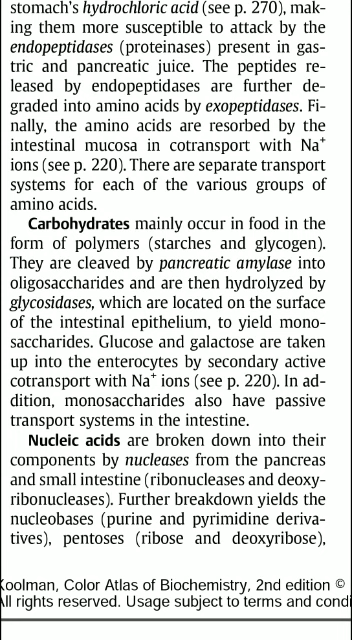 stomach's hydrochloric acid (see p. 270), mak-
ing them more susceptible to attack by the
endopeptidases (proteinases) present in gas-
tric and pancreatic juice. The peptides re-
leased by endopeptidases are further de-
graded into amino acids by exopeptidases. Fi-
nally, the amino acids are resorbed by the
intestinal mucosa in cotransport with Na⁺
ions (see p. 220). There are separate transport
systems for each of the various groups of
amino acids.
Carbohydrates mainly occur in food in the
form of polymers (starches and glycogen).
They are cleaved by pancreatic amylase into
oligosaccharides and are then hydrolyzed by
glycosidases, which are located on the surface
of the intestinal epithelium, to yield mono-
saccharides. Glucose and galactose are taken
up into the enterocytes by secondary active
cotransport with Na⁺ ions (see p. 220). In ad-
dition, monosaccharides also have passive
transport systems in the intestine.
Nucleic acids are broken down into their
components by nucleases from the pancreas
and small intestine (ribonucleases and deoxy-
ribonucleases). Further breakdown yields the
nucleobases (purine and pyrimidine deriva-
tives), pentoses (ribose and deoxyribose),
Koolman, Color Atlas of Biochemistry, 2nd edition ©
All rights reserved. Usage subject to terms and condi